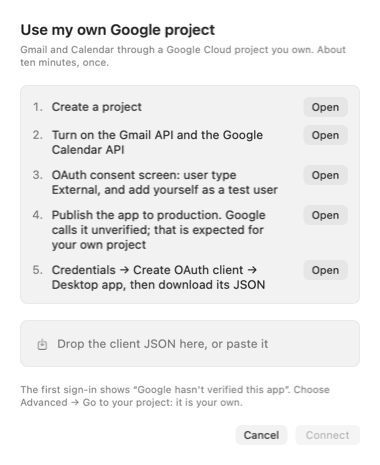 Use my own Google project
Gmail and Calendar through a Google Cloud project you own. About
ten minutes, once.
1. Create a project Open
2. Turn on the Gmail API and the Google Open
Calendar API
3. OAuth consent screen: user type Open
External, and add yourself as a test user
4. Publish the app to production. Google Open
calls it unverified; that is expected for
your own project
5. Credentials → Create OAuth client → Open
Desktop app, then download its JSON
Drop the client JSON here, or paste it
The first sign-in shows “Google hasn't verified this app”. Choose
Advanced → Go to your project: it is your own.
Cancel Connect